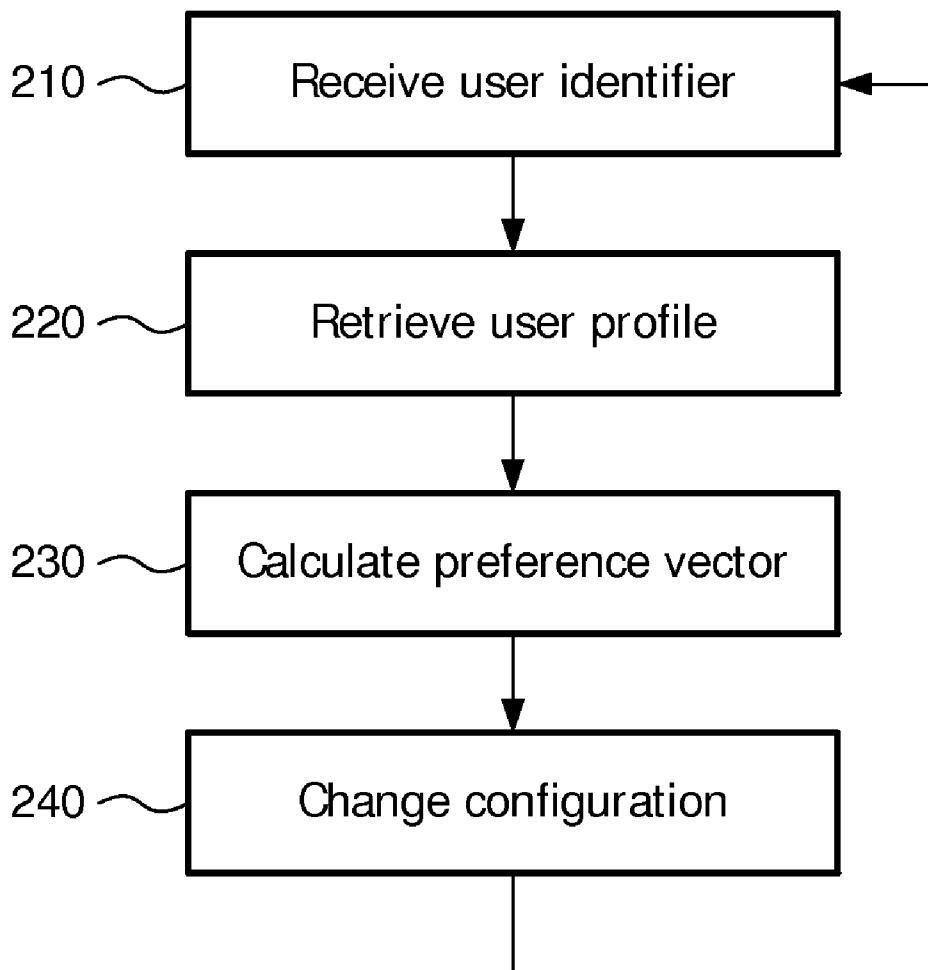 210 Receive user identifier
220 Retrieve user profile
230 Calculate preference vector
240 Change configuration